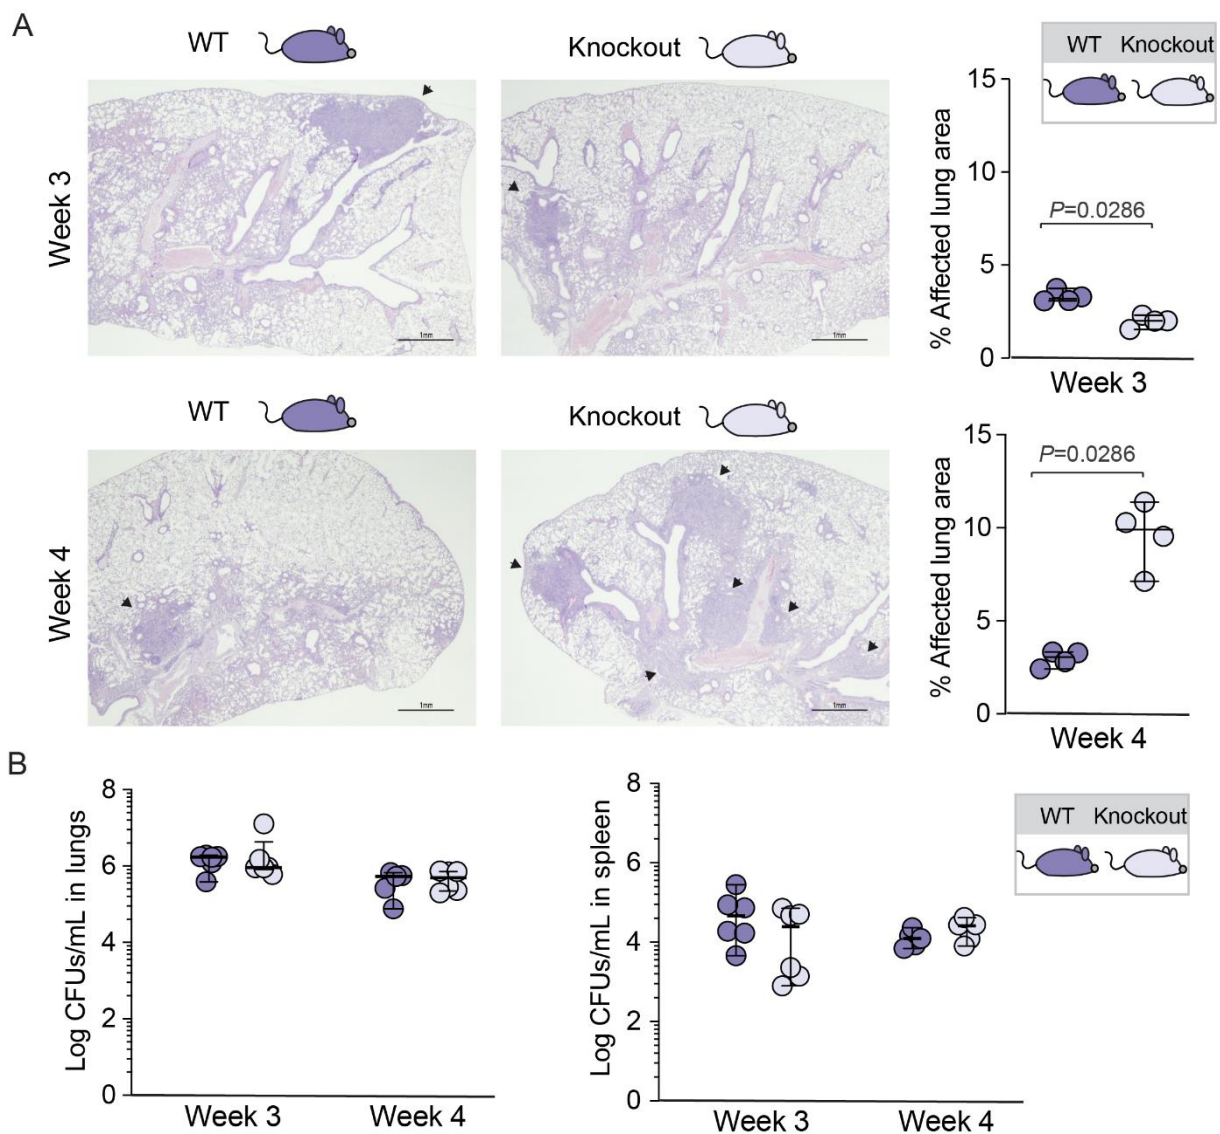 A
WT
Knockout
WT Knockout
Week 3
1mm
1mm
% Affected lung area
15
10
5
0
P=0.0286
Week 3
WT
Knockout
Week 4
1mm
1mm
% Affected lung area
15
10
5
0
P=0.0286
Week 4
B
Log CFUs/mL in lungs
8
6
4
2
0
Week 3
Week 4
Log CFUs/mL in spleen
8
6
4
2
0
Week 3
Week 4
WT Knockout